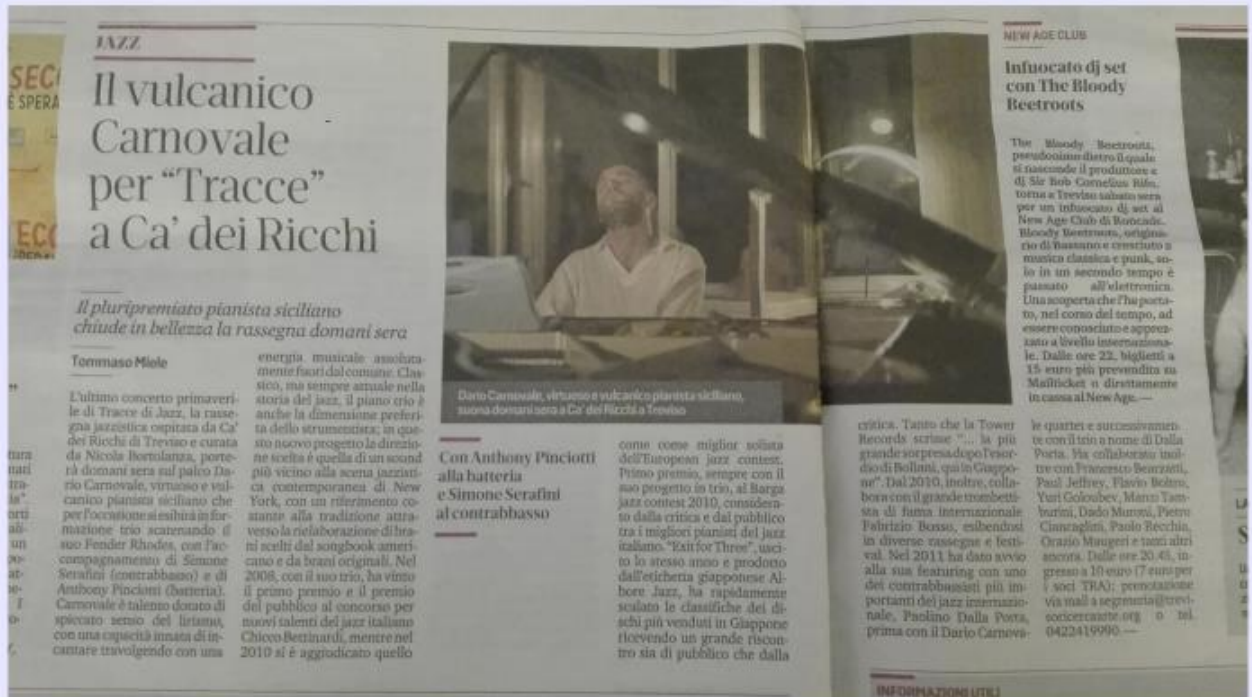 SEC
E SPERA
ECO
JAZZ
Il vulcanico
Carnovale
per “Tracce”
a Ca’ dei Ricchi
Il pluripremiato pianista siciliano
chiude in bellezza la rassegna domani sera
Tommaso Miele
L'ultimo concerto primaveri-
le di Tracce di Jazz, la rasse-
gna jazzistica ospitata da Ca'
dei Ricchi di Treviso e curata
da Nicola Bortolanza, porte-
rà domani sera sul palco Da-
rio Carnovale, virtuoso e vul-
canico pianista siciliano che
per l'occasione si esibirà in for-
mazione trio scatenando il
suo Fender Rhodes, con l'ac-
compagnamento di Simone
Serafini (contrabbasso) e di
Anthony Pinciotti (batteria).
Carnovale è talento dotato di
spiccato senso del lirismo,
con una capacità innata di in-
cantare travolgendo con una
energia musicale assoluta-
mente fuori dal comune. Clas-
sico, ma sempre attuale nella
storia del jazz, il piano trio è
anche la dimensione preferi-
ta dello strumentista; in que-
sto nuovo progetto la direzio-
ne scelta è quella di un sound
più vicino alla scena jazzisti-
ca contemporanea di New
York, con un riferimento co-
stante alla tradizione attra-
verso la rielaborazione di bra-
ni scelti dal songbook ameri-
cano e da brani originali. Nel
2008, con il suo trio, ha vinto
il primo premio e il premio
del pubblico al concorso per
nuovi talenti del jazz italiano
Chicco Bettinardi, mentre nel
2010 si è aggiudicato quello
Dario Carnovale, virtuoso e vulcanico pianista siciliano,
suona domani sera a Ca' dei Ricchi a Treviso
Con Anthony Pinciotti
alla batteria
e Simone Serafini
al contrabbasso
come come miglior solista
dell'European jazz contest.
Primo premio, sempre con il
suo progetto in trio, al Barga
jazz contest 2010, considera-
to dalla critica e dal pubblico
tra i migliori pianisti del jazz
italiano. "Exit for Three", usci-
to lo stesso anno e prodotto
dall'etichetta giapponese Al-
bore Jazz, ha rapidamente
scalato le classifiche dei di-
schi più venduti in Giappone
ricevendo un grande riscon-
tro sia di pubblico che dalla
critica. Tanto che la Tower
Records scrisse "... la più
grande sorpresa dopo l'esor-
dio di Bollani, qui in Giappo-
ne". Dal 2010, inoltre, colla-
bora con il grande trombetti-
sta di fama internazionale
Fabrizio Bosso, esibendosi
in diverse rassegne e festi-
val. Nel 2011 ha dato avvio
alla sua featuring con uno
dei contrabbassisti più im-
portanti del jazz internazio-
nale, Paolino Dalla Porta,
prima con il Dario Carnova-
le quartet e successivamen-
te con il trio a nome di Dalla
Porta. Ha collaborato inol-
tre con Francesco Bearzatti,
Paul Jeffrey, Flavio Boltro,
Yuri Goloubev, Marco Tam-
burini, Dado Moroni, Pietro
Ciancaglini, Paolo Recchia,
Orazio Maugeri e tanti altri
ancora. Dalle ore 20.45, in-
gresso a 10 euro (7 euro per
i soci TRA); prenotazione
via mail a segreteria@trevi-
soricercaarte.org o tel.
0422419990.—
NEW AGE CLUB
Infuocato dj set
con The Bloody
Beetroots
The Bloody Beetroots,
pseudonimo dietro il quale
si nasconde il produttore e
dj Sir Bob Cornelius Rifo,
torna a Treviso sabato sera
per un infuocato dj set al
New Age Club di Roncade.
Bloody Beetroots, origina-
rio di Bassano e cresciuto a
musica classica e punk, so-
lo in un secondo tempo è
passato all'elettronica.
Una scoperta che l'ha porta-
to, nel corso del tempo, ad
essere conosciuto e apprez-
zato a livello internaziona-
le. Dalle ore 22, biglietti a
15 euro più prevendita su
Mailticket o direttamente
in cassa al New Age.—
INFORMAZIONI UTILI